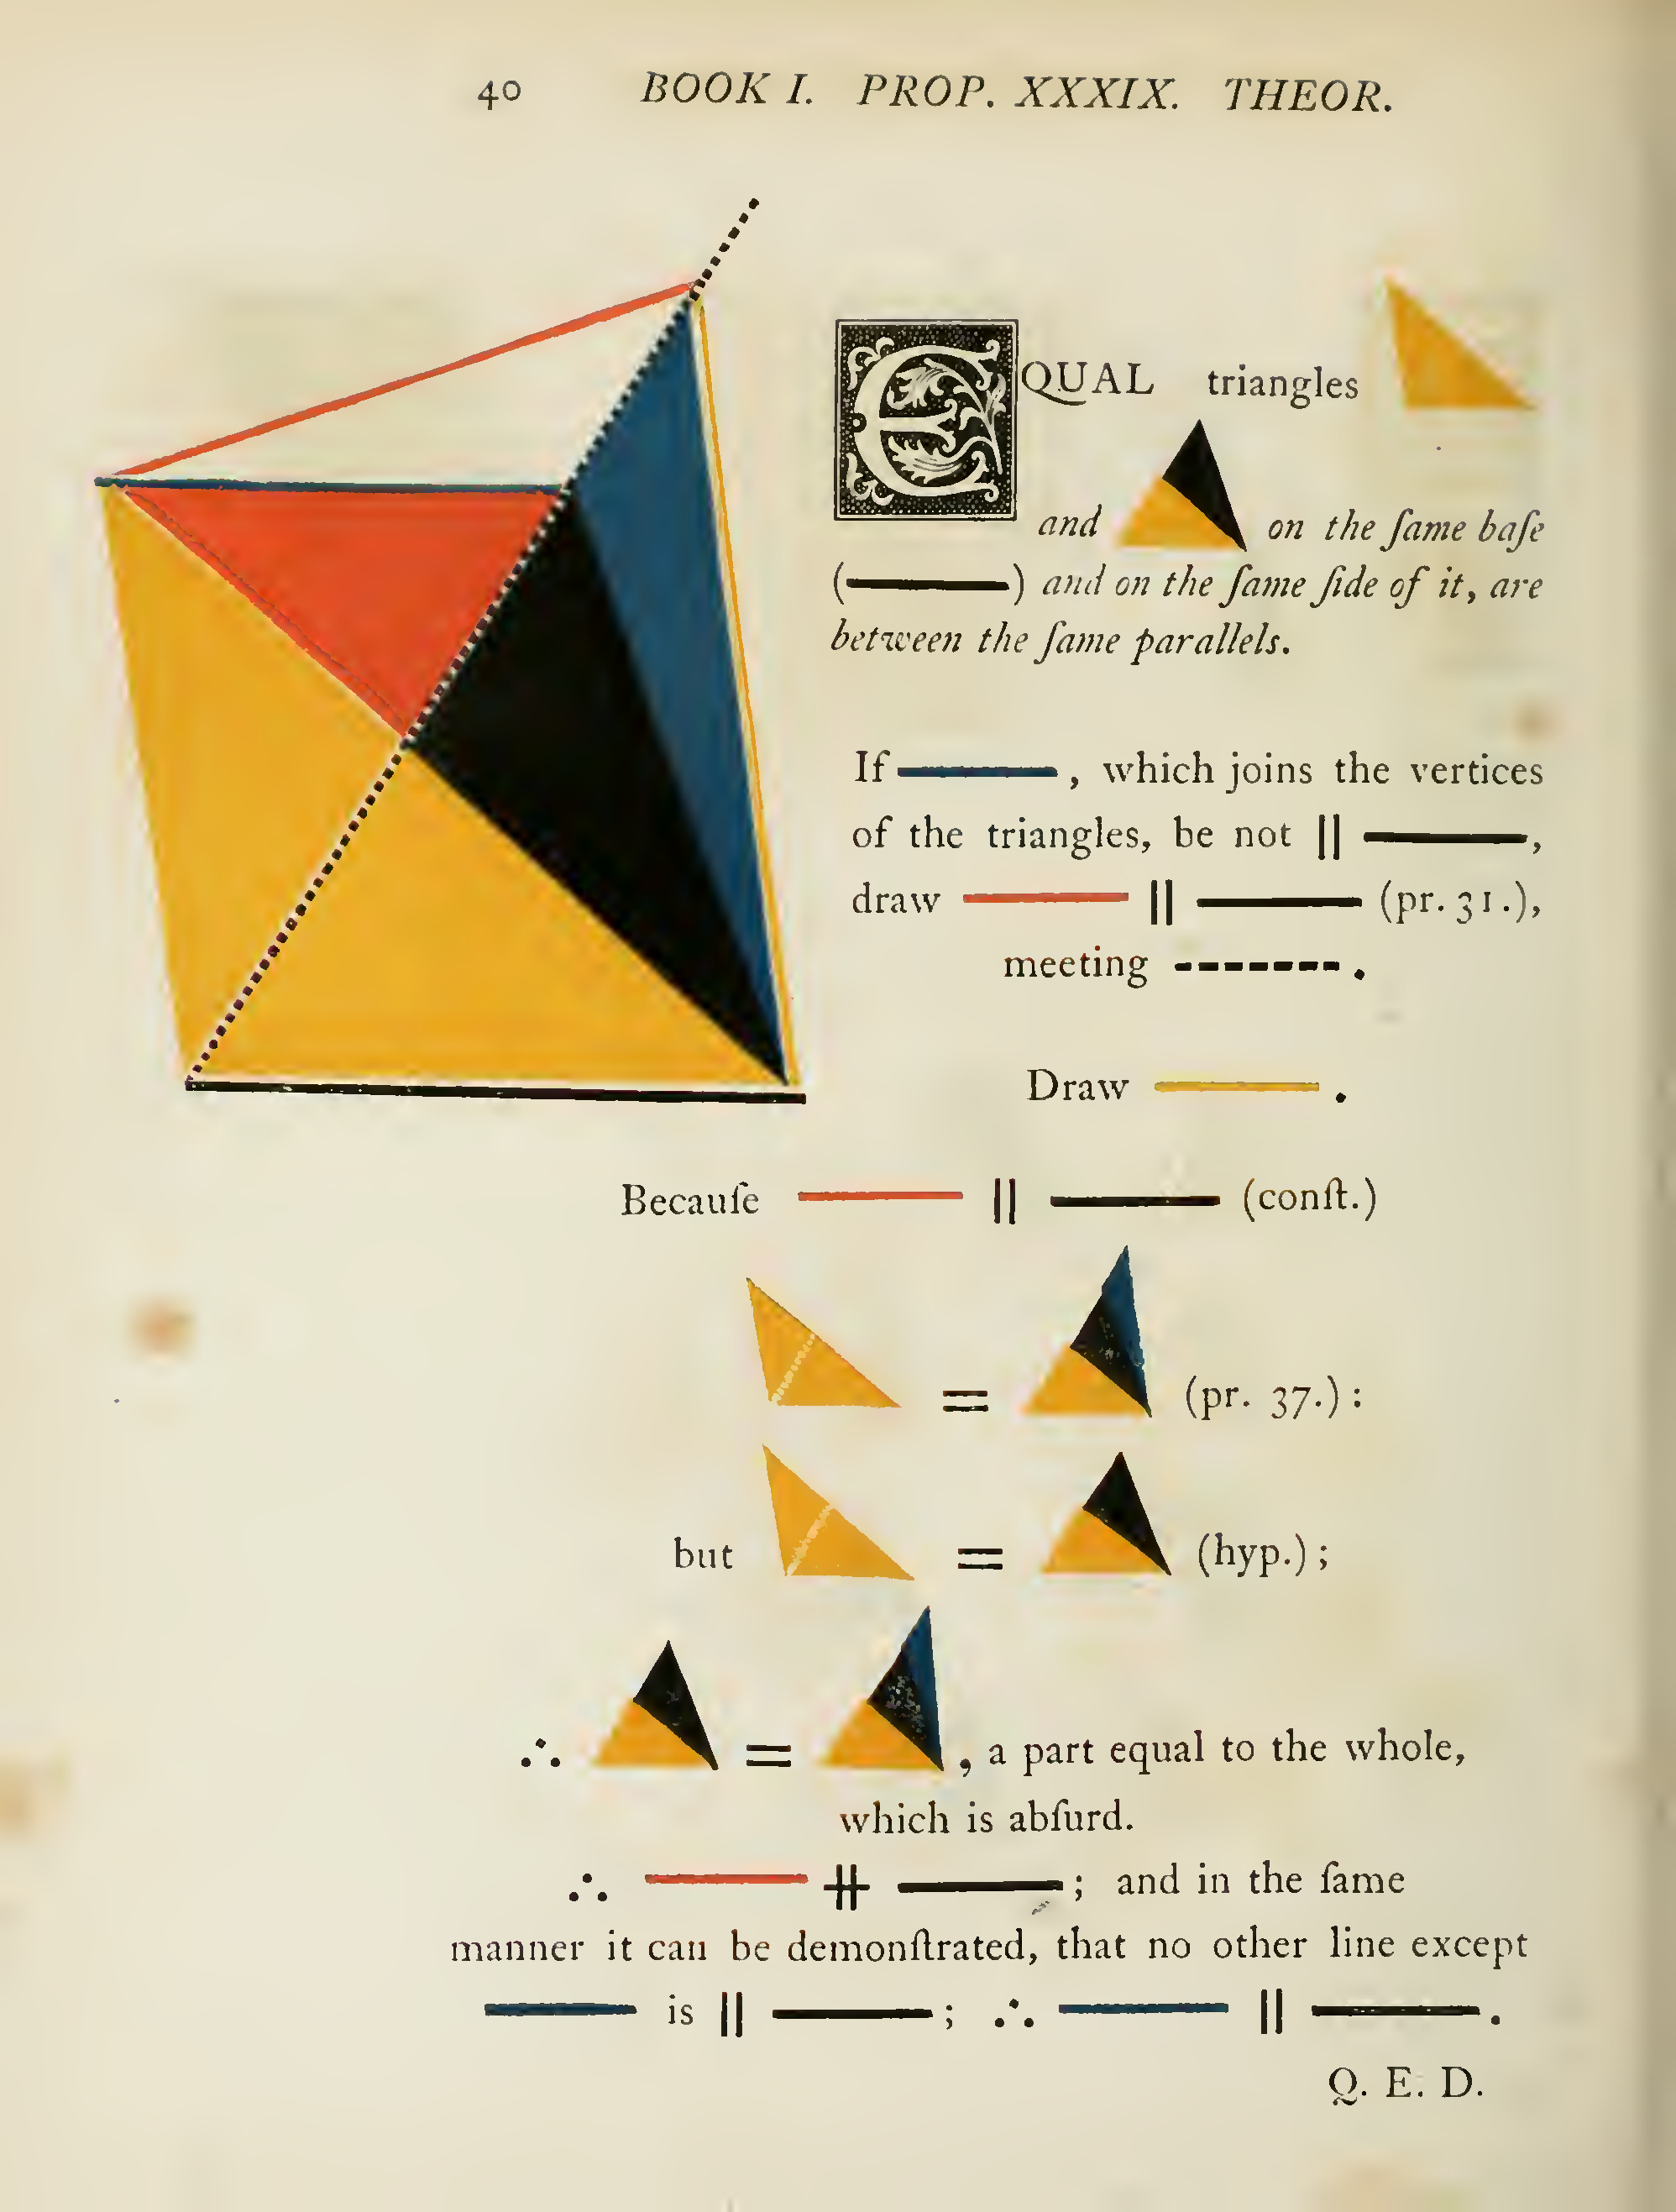 40 BOOK I. PROP. XXXIX. THEOR.
EQUAL triangles
and on the ſame baſe
( ) and on the ſame ſide of it, are
between the ſame parallels.
If , which joins the vertices
of the triangles, be not || ,
draw || (pr. 31.),
meeting .
Draw .
Becauſe || (conſt.)
= (pr. 37.) :
but = (hyp.) ;
∴ = , a part equal to the whole,
which is abſurd.
∴ ∦ ; and in the ſame
manner it can be demonſtrated, that no other line except
is || ; ∴ || .
Q. E. D.